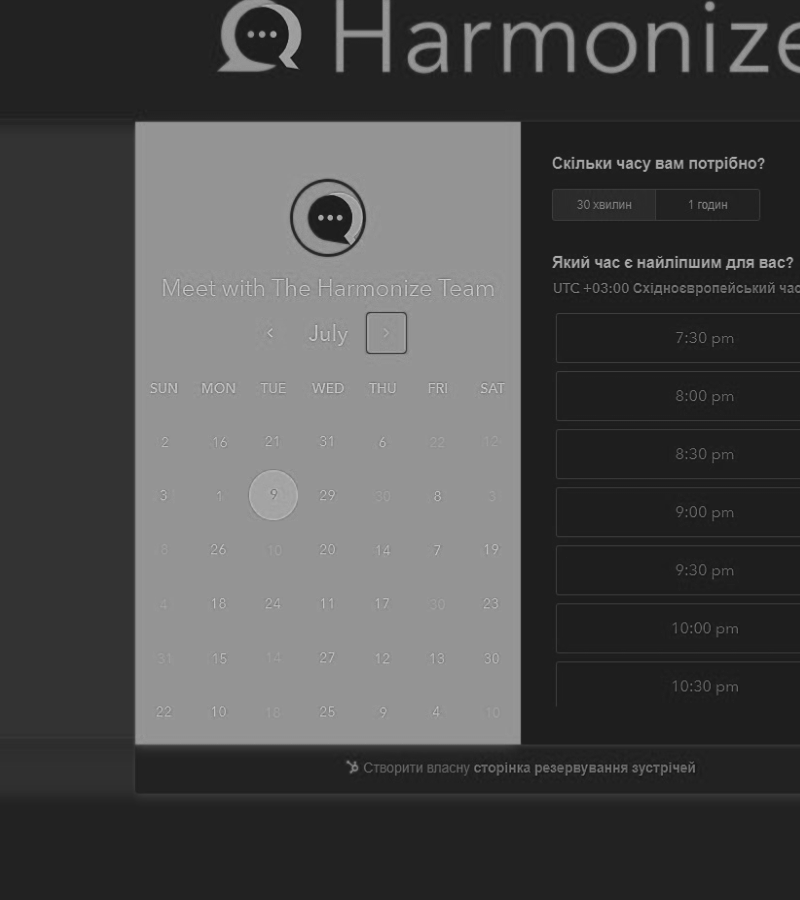 Harmonize
Meet with The Harmonize Team
July
SUN MON TUE WED THU FRI SAT
2 16 21 31 6 22 12
3 1 9 29 30 8 3
8 26 10 20 14 7 19
4 18 24 11 17 30 23
31 15 14 27 12 13 30
22 10 18 25 9 4 10
Скільки часу вам потрібно?
30 хвилин 1 годин
Який час є найліпшим для вас?
UTC +03:00 Східноєвропейський час
7:30 pm
8:00 pm
8:30 pm
9:00 pm
9:30 pm
10:00 pm
10:30 pm
Створити власну сторінка резервування зустрічей